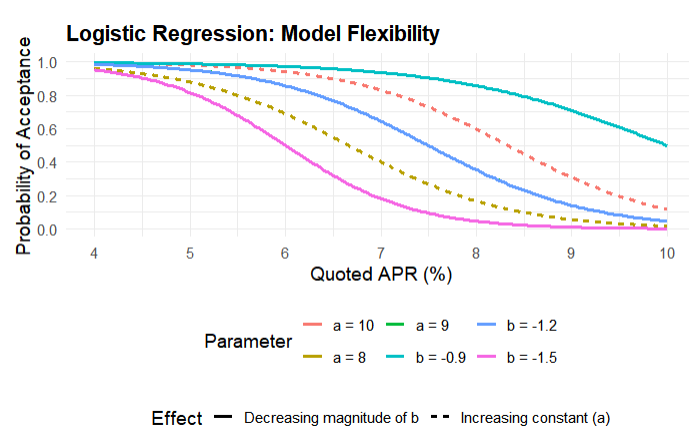 Logistic Regression: Model Flexibility
Probability of Acceptance
1.0
0.8
0.6
0.4
0.2
0.0
4 5 6 7 8 9 10
Quoted APR (%)
Parameter
a = 10 a = 9 b = -1.2
a = 8 b = -0.9 b = -1.5
Effect Decreasing magnitude of b Increasing constant (a)